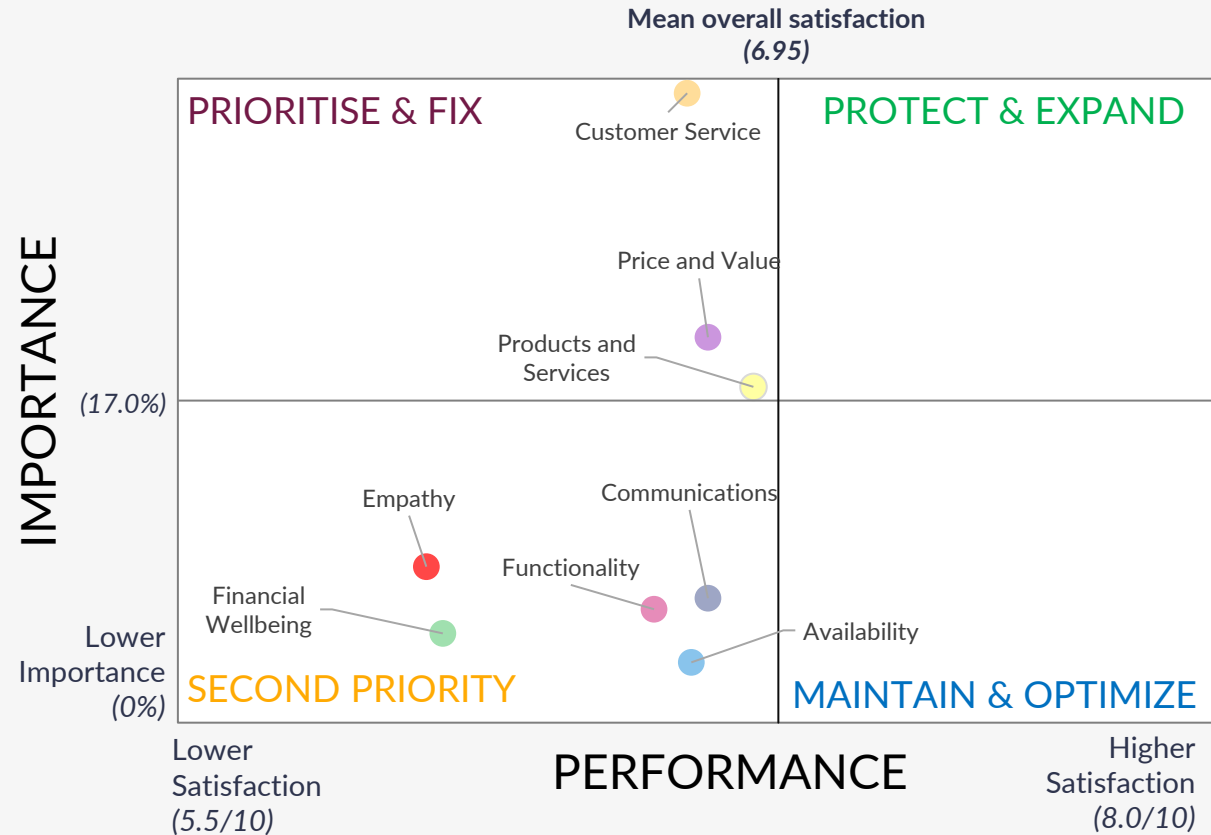 Mean overall satisfaction
(6.95)
PRIORITISE & FIX
PROTECT & EXPAND
Customer Service
Price and Value
Products and
Services
IMPORTANCE
(17.0%)
Empathy
Communications
Functionality
Financial
Wellbeing
Availability
Lower
Importance
(0%)
SECOND PRIORITY
MAINTAIN & OPTIMIZE
Lower
Satisfaction
(5.5/10)
PERFORMANCE
Higher
Satisfaction
(8.0/10)